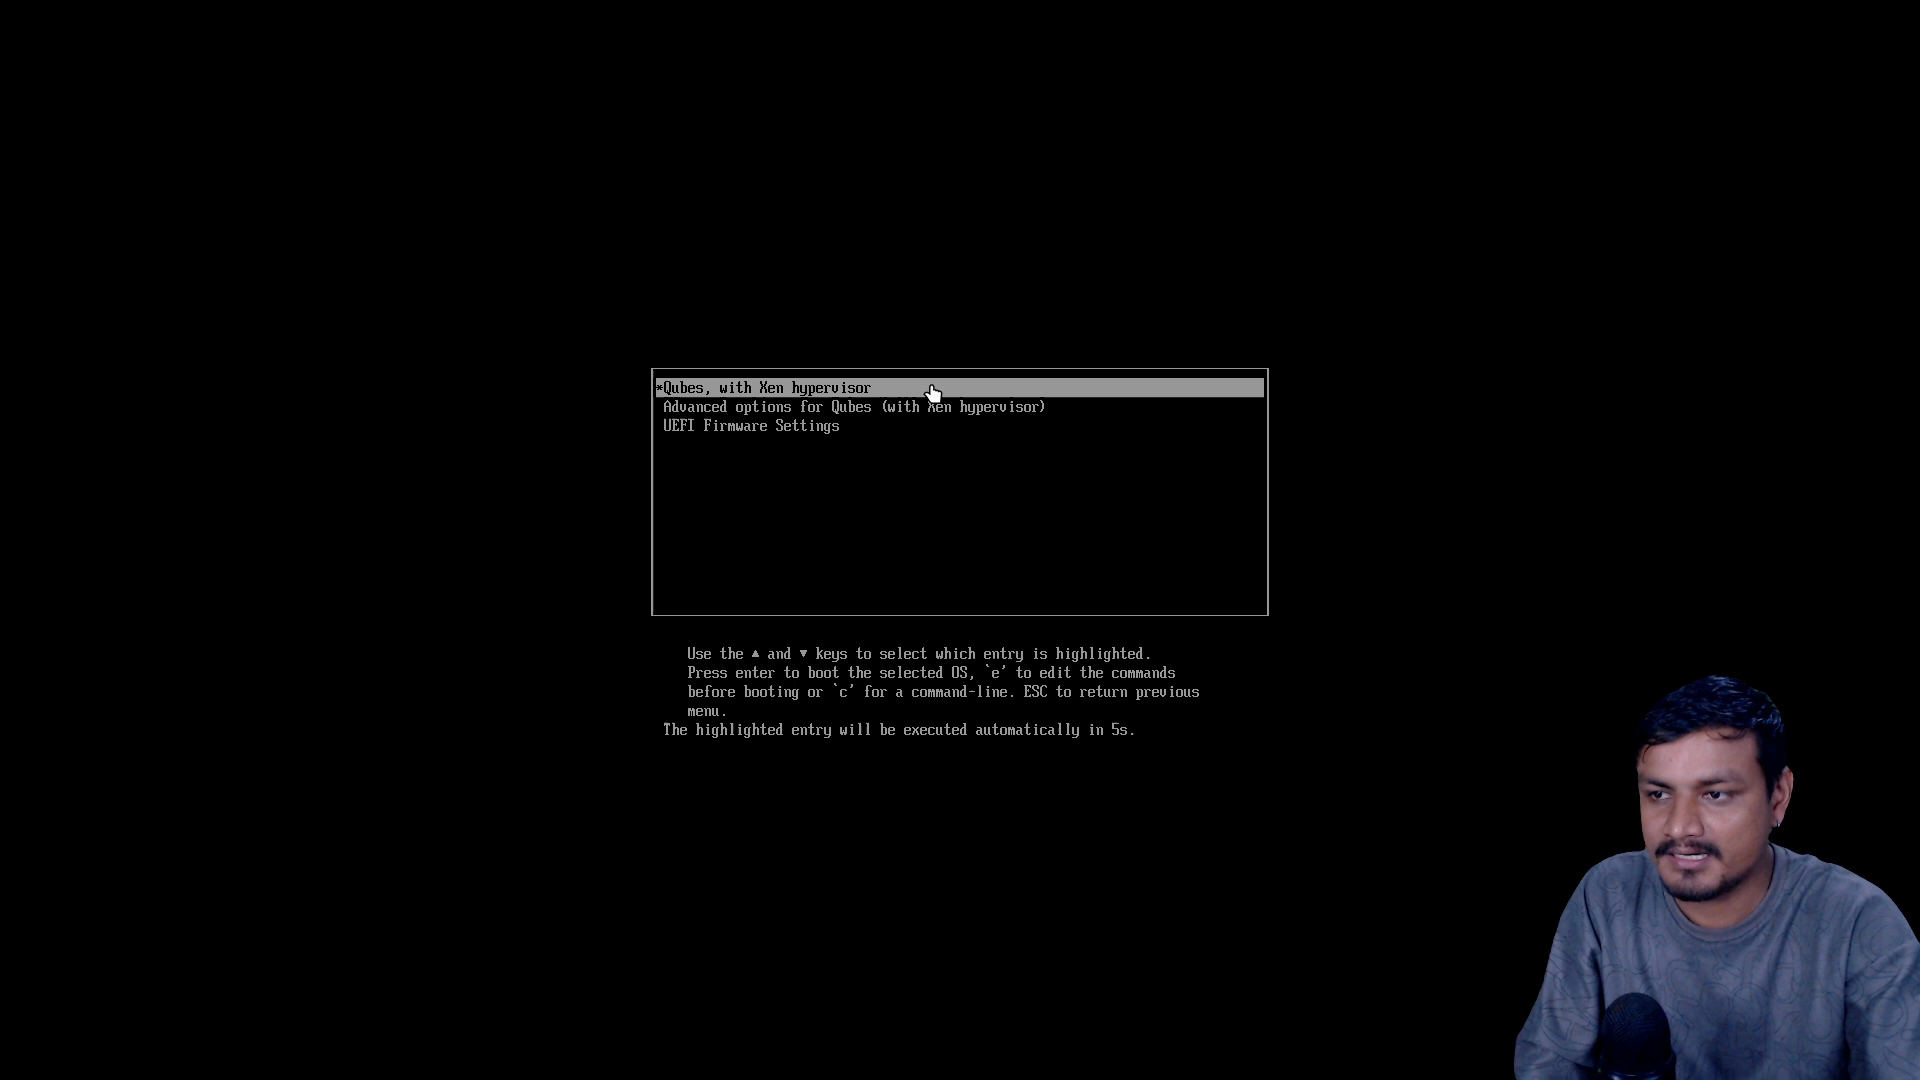 *Qubes, with Xen hypervisor
Advanced options for Qubes (with Xen hypervisor)
UEFI Firmware Settings
Use the ▲ and ▼ keys to select which entry is highlighted.
Press enter to boot the selected OS, `e' to edit the commands
before booting or `c' for a command-line. ESC to return previous
menu.
The highlighted entry will be executed automatically in 5s.